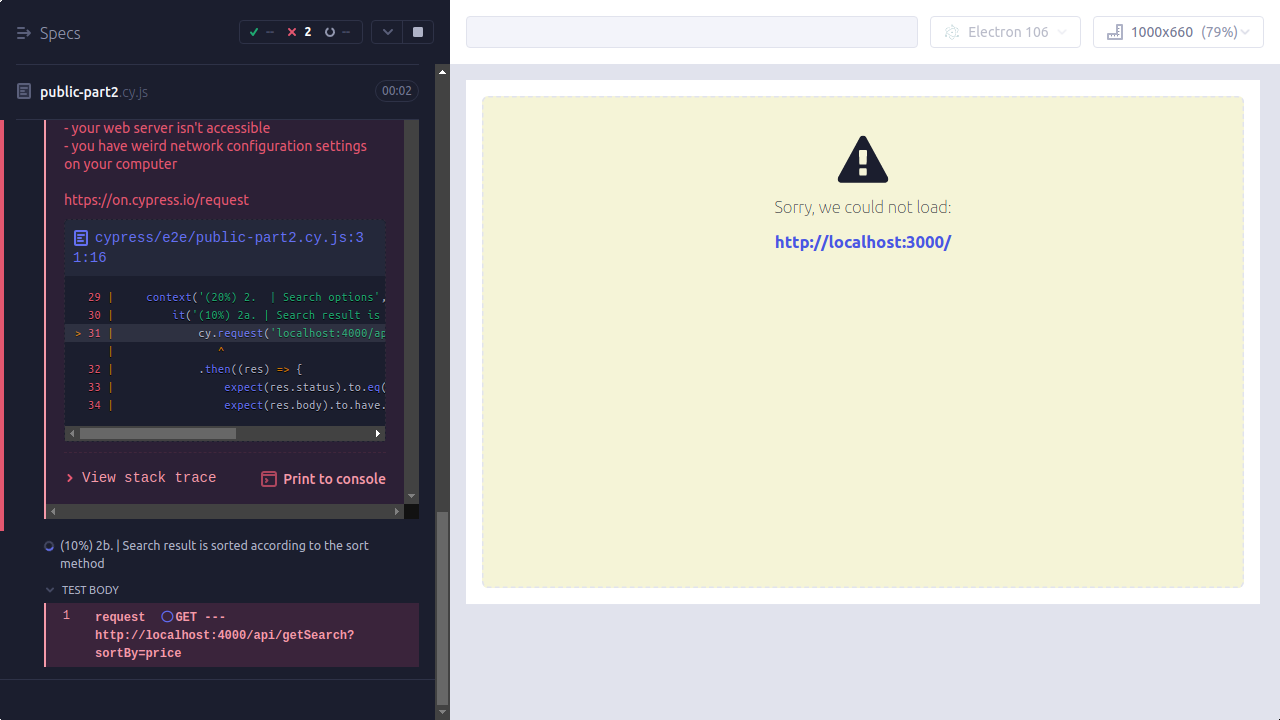 Specs
--
2
--
Electron 106
1000x660 (79%)
public-part2.cy.js
00:02
- your web server isn't accessible
- you have weird network configuration settings
on your computer
https://on.cypress.io/request
cypress/e2e/public-part2.cy.js:3
1:16
29 | context('(20%) 2. | Search options',
30 | it('(10%) 2a. | Search result is
> 31 | cy.request('localhost:4000/ap
| ^
32 | .then((res) => {
33 | expect(res.status).to.eq(
34 | expect(res.body).to.have.
View stack trace
Print to console
(10%) 2b. | Search result is sorted according to the sort
method
TEST BODY
1 request GET ---
http://localhost:4000/api/getSearch?
sortBy=price
Sorry, we could not load:
http://localhost:3000/